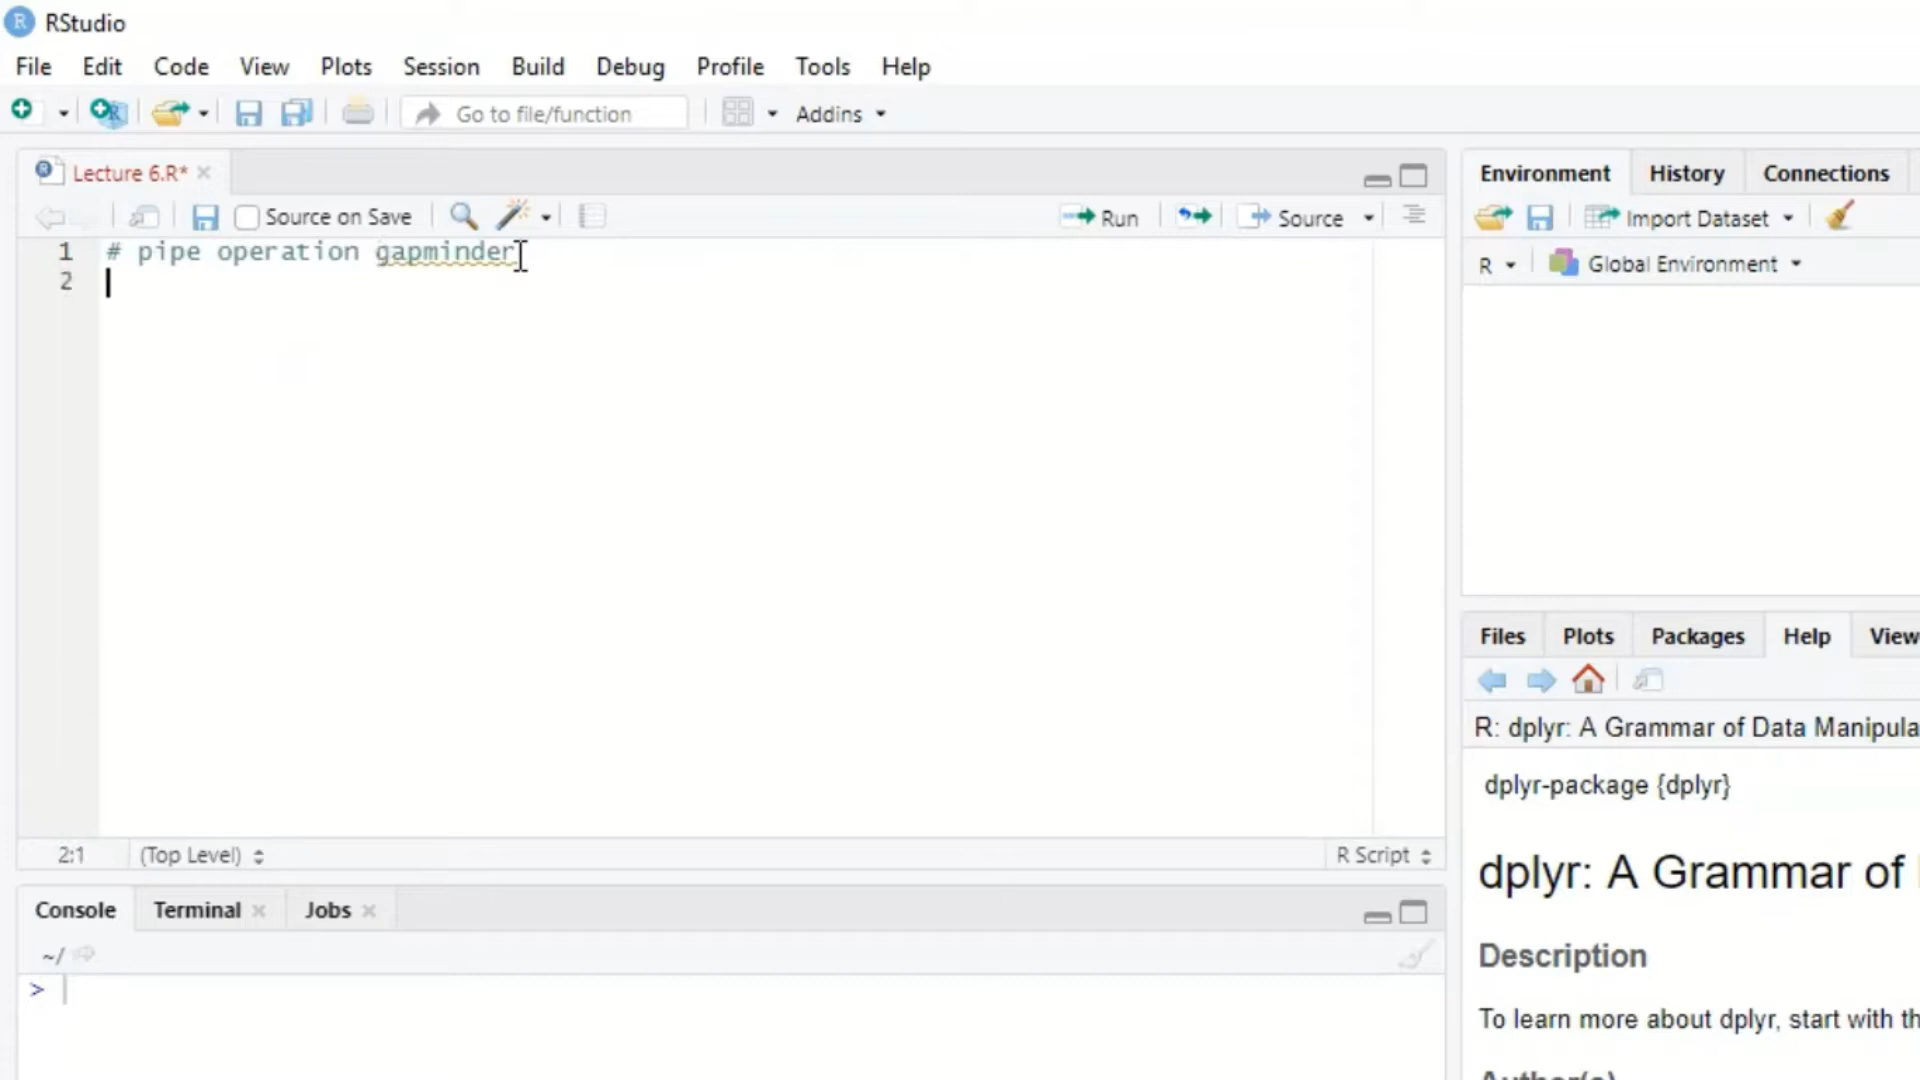 RStudio
File Edit Code View Plots Session Build Debug Profile Tools Help
Go to file/function Addins
Lecture 6.R*
Source on Save Run Source
1 # pipe operation gapminder
2
2:1 (Top Level) R Script
Console Terminal Jobs
~/
>
Environment History Connections
Import Dataset
R Global Environment
Files Plots Packages Help View
R: dplyr: A Grammar of Data Manipula
dplyr-package {dplyr}
dplyr: A Grammar of
Description
To learn more about dplyr, start with th
Author(s)